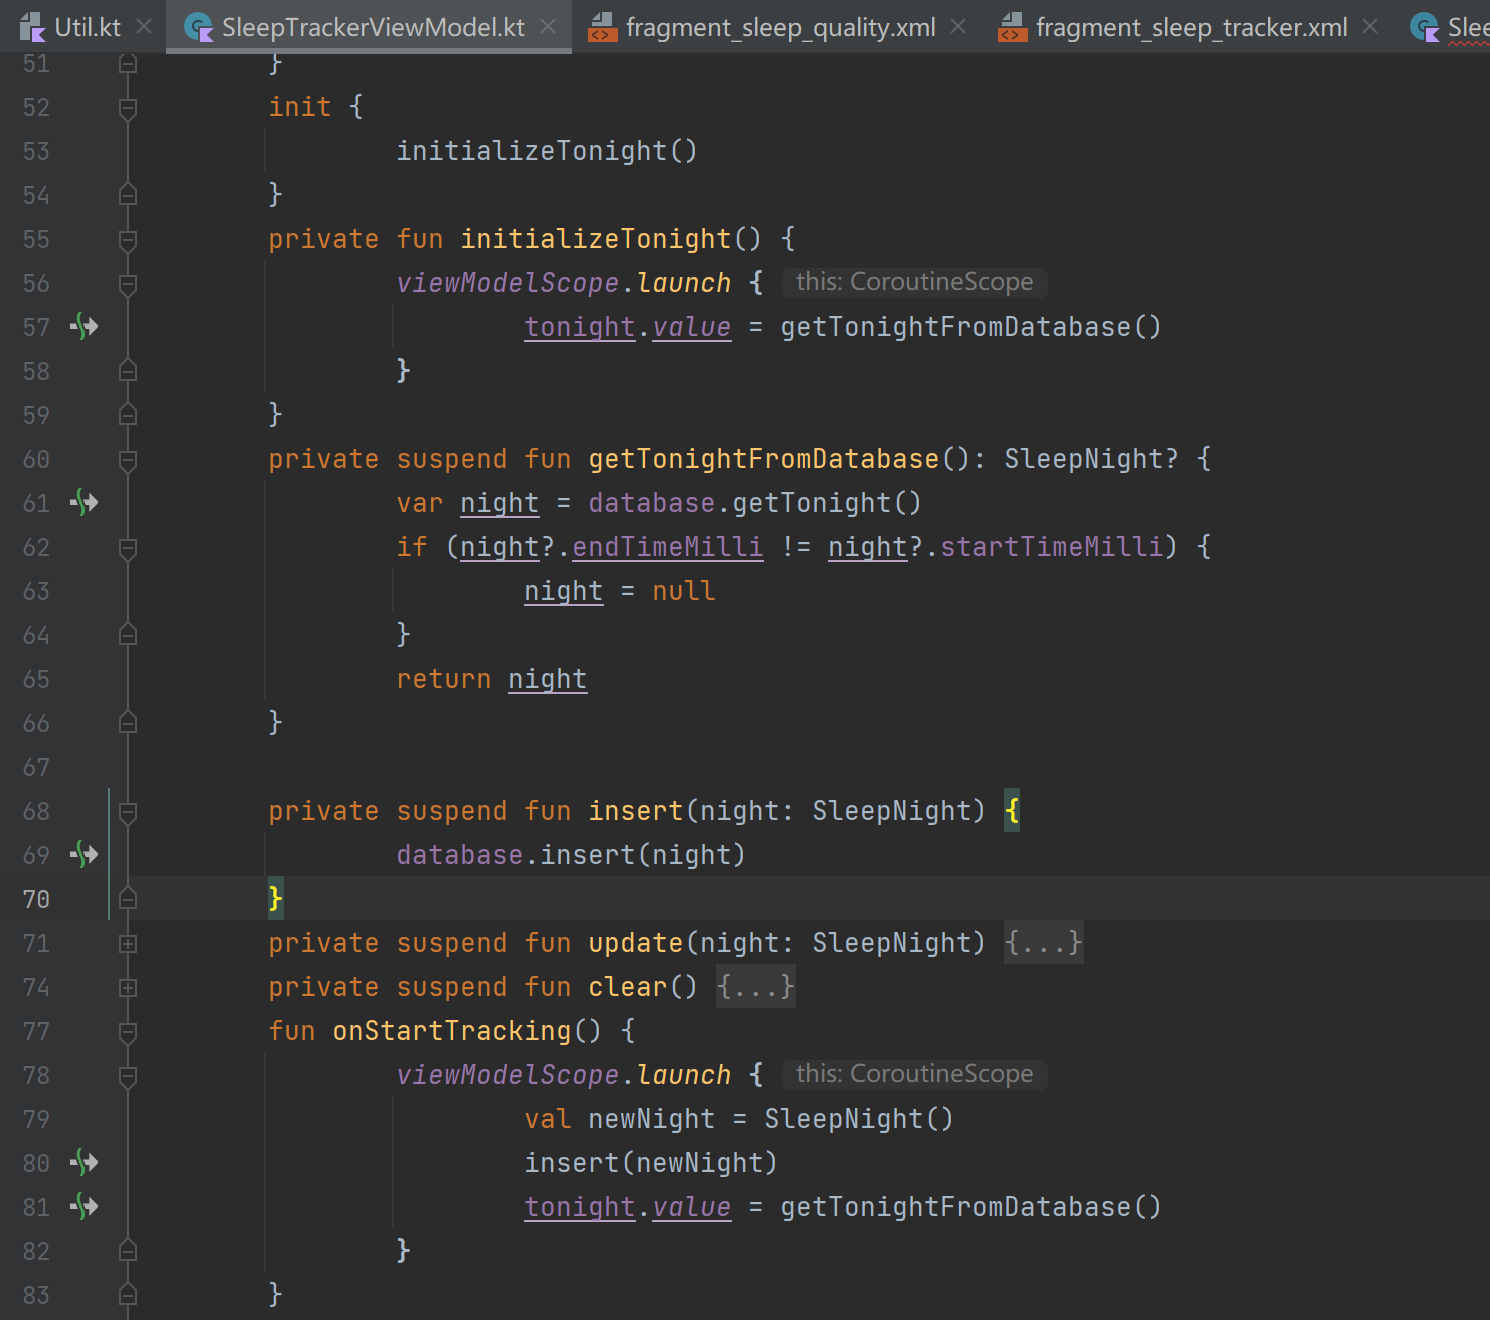 Util.kt SleepTrackerViewModel.kt fragment_sleep_quality.xml fragment_sleep_tracker.xml
51 }
52 init {
53 initializeTonight()
54 }
55 private fun initializeTonight() {
56 viewModelScope.launch { this: CoroutineScope
57 tonight.value = getTonightFromDatabase()
58 }
59 }
60 private suspend fun getTonightFromDatabase(): SleepNight? {
61 var night = database.getTonight()
62 if (night?.endTimeMilli != night?.startTimeMilli) {
63 night = null
64 }
65 return night
66 }
67
68 private suspend fun insert(night: SleepNight) {
69 database.insert(night)
70 }
71 private suspend fun update(night: SleepNight) {...}
74 private suspend fun clear() {...}
77 fun onStartTracking() {
78 viewModelScope.launch { this: CoroutineScope
79 val newNight = SleepNight()
80 insert(newNight)
81 tonight.value = getTonightFromDatabase()
82 }
83 }